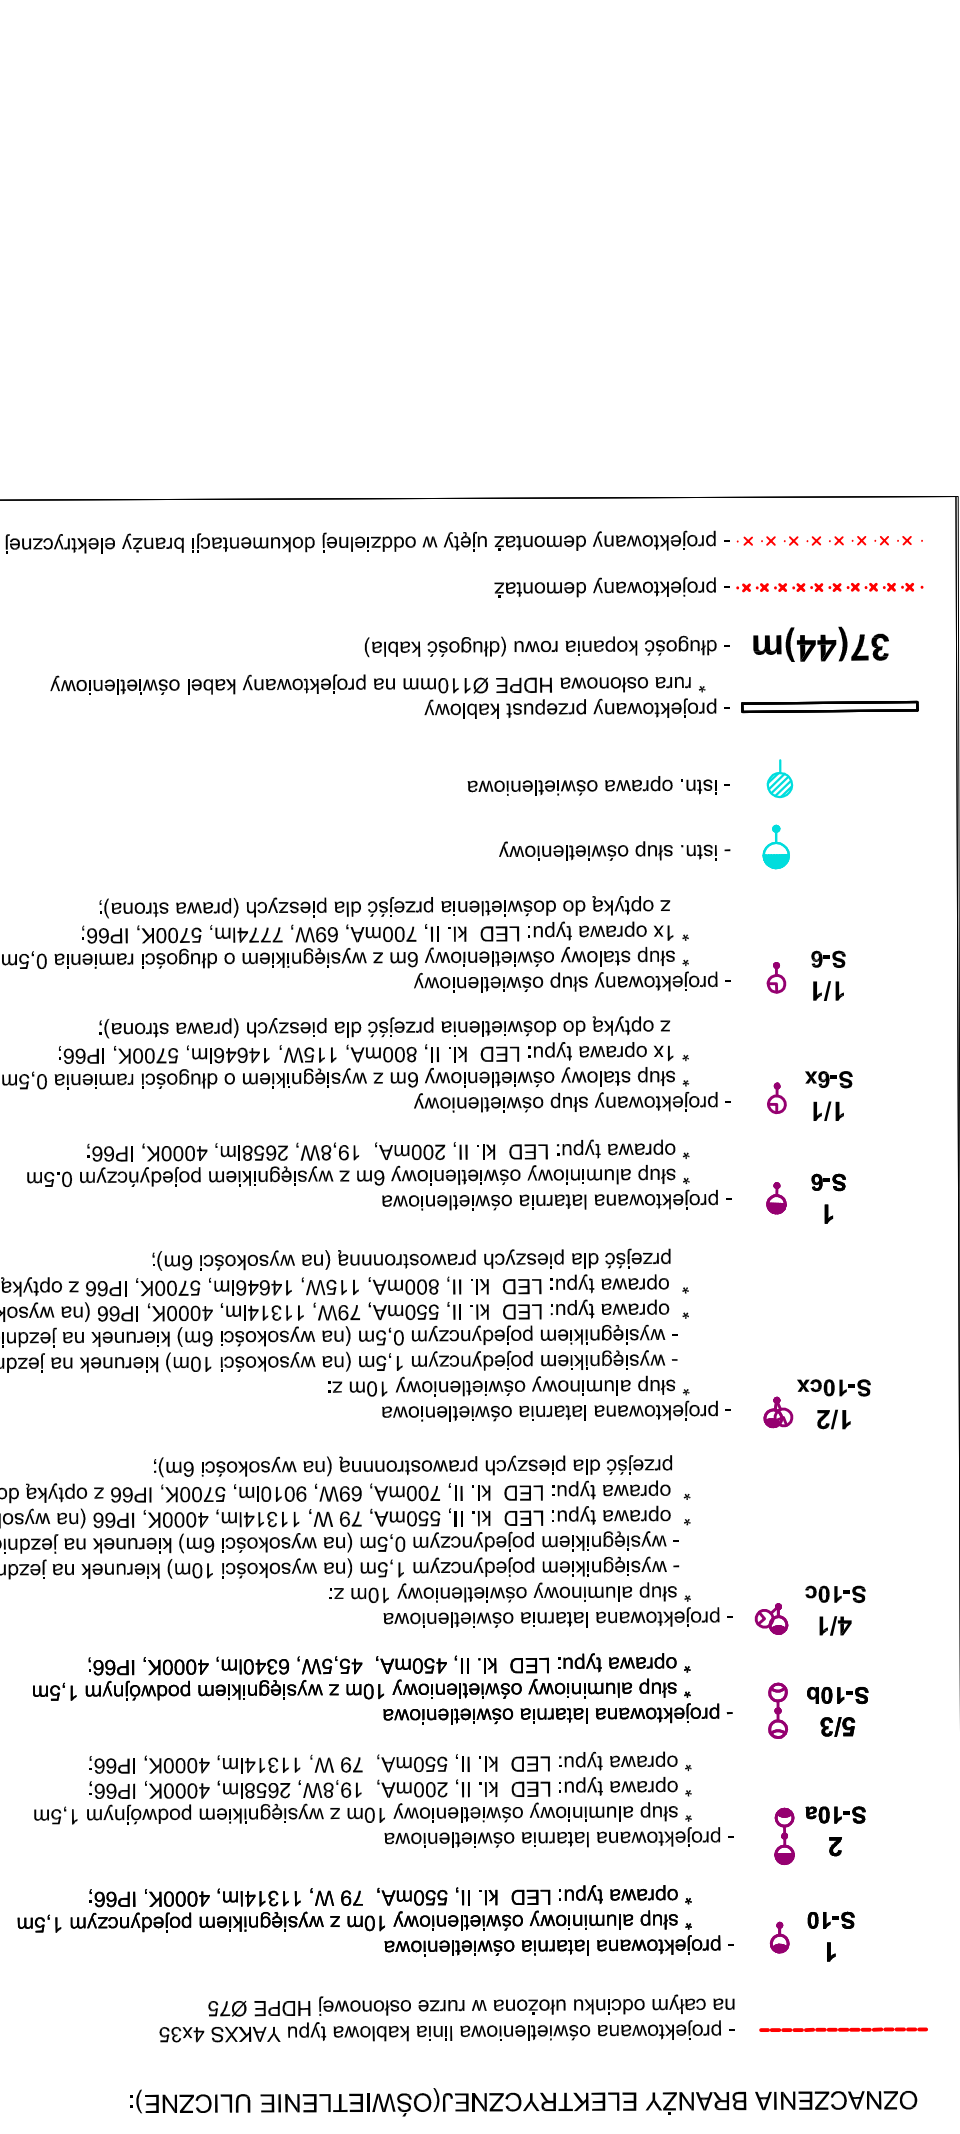 OZNACZENIA BRANŻY ELEKTRYCZNEJ(OŚWIETLENIE ULICZNE):
- projektowana oświetleniowa linia kablowa typu YAKXS 4x35
na całym odcinku ułożona w rurze osłonowej HDPE Ø75
1
S-10
- projektowana latarnia oświetleniowa
* słup aluminiowy oświetleniowy 10m z wysięgnikiem pojedynczym 1,5m
* oprawa typu: LED kl. II, 550mA, 79 W, 11314lm, 4000K, IP66;
2
S-10a
- projektowana latarnia oświetleniowa
* słup aluminiowy oświetleniowy 10m z wysięgnikiem podwójnym 1,5m
* oprawa typu: LED kl. II, 200mA, 19,8W, 2658lm, 4000K, IP66;
* oprawa typu: LED kl. II, 550mA, 79 W, 11314lm, 4000K, IP66;
5/3
S-10b
- projektowana latarnia oświetleniowa
* słup aluminiowy oświetleniowy 10m z wysięgnikiem podwójnym 1,5m
* oprawa typu: LED kl. II, 450mA, 45,5W, 6340lm, 4000K, IP66;
4/1
S-10c
- projektowana latarnia oświetleniowa
* słup aluminowy oświetleniowy 10m z:
- wysięgnikiem pojedynczym 1,5m (na wysokości 10m) kierunek na jezdn
- wysięgnikiem pojedynczym 0,5m (na wysokości 6m) kierunek na jezdni
* oprawa typu: LED kl. II, 550mA, 79 W, 11314lm, 4000K, IP66 (na wysok
* oprawa typu: LED kl. II, 700mA, 69W, 9010lm, 5700K, IP66 z optyką do
przejść dla pieszych prawostronną (na wysokości 6m);
1/2
S-10cx
- projektowana latarnia oświetleniowa
* słup aluminowy oświetleniowy 10m z:
- wysięgnikiem pojedynczym 1,5m (na wysokości 10m) kierunek na jezdn
- wysięgnikiem pojedynczym 0,5m (na wysokości 6m) kierunek na jezdni
* oprawa typu: LED kl. II, 550mA, 79W, 11314lm, 4000K, IP66 (na wysok
* oprawa typu: LED kl. II, 800mA, 115W, 14646lm, 5700K, IP66 z optyką
przejść dla pieszych prawostronną (na wysokości 6m);
1
S-6
- projektowana latarnia oświetleniowa
* słup aluminiowy oświetleniowy 6m z wysięgnikiem pojedyńczym 0.5m
* oprawa typu: LED kl. II, 200mA, 19,8W, 2658lm, 4000K, IP66;
1/1
S-6x
- projektowany słup oświetleniowy
* słup stalowy oświetleniowy 6m z wysięgnikiem o długości ramienia 0,5m
* 1x oprawa typu: LED kl. II, 800mA, 115W, 14646lm, 5700K, IP66;
z optyką do doświetlenia przejść dla pieszych (prawa strona);
1/1
S-6
- projektowany słup oświetleniowy
* słup stalowy oświetleniowy 6m z wysięgnikiem o długości ramienia 0,5m
* 1x oprawa typu: LED kl. II, 700mA, 69W, 7774lm, 5700K, IP66;
z optyką do doświetlenia przejść dla pieszych (prawa strona);
- istn. słup oświetleniowy
- istn. oprawa oświetleniowa
- projektowany przepust kablowy
* rura osłonowa HDPE Ø110mm na projektowany kabel oświetleniowy
37(44)m
- długość kopania rowu (długość kabla)
- projektowany demontaż
- projektowany demontaż ujęty w oddzielnej dokumentacji branży elektrycznej